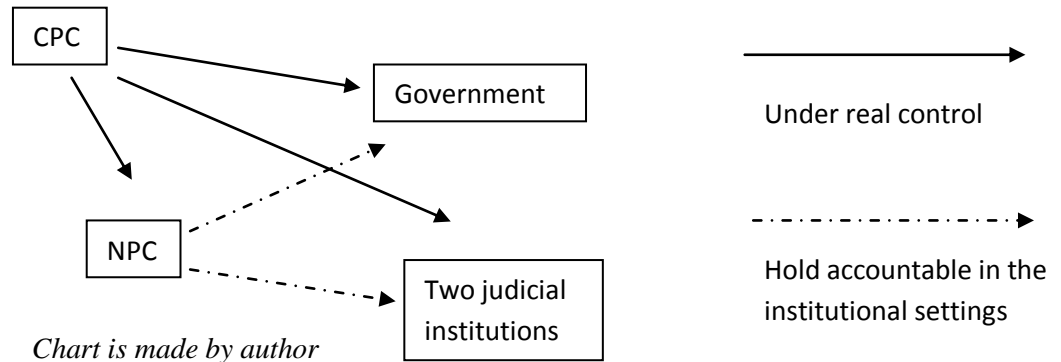 CPC
Government
Under real control
NPC
Two judicial
institutions
Hold accountable in the
institutional settings
Chart is made by author